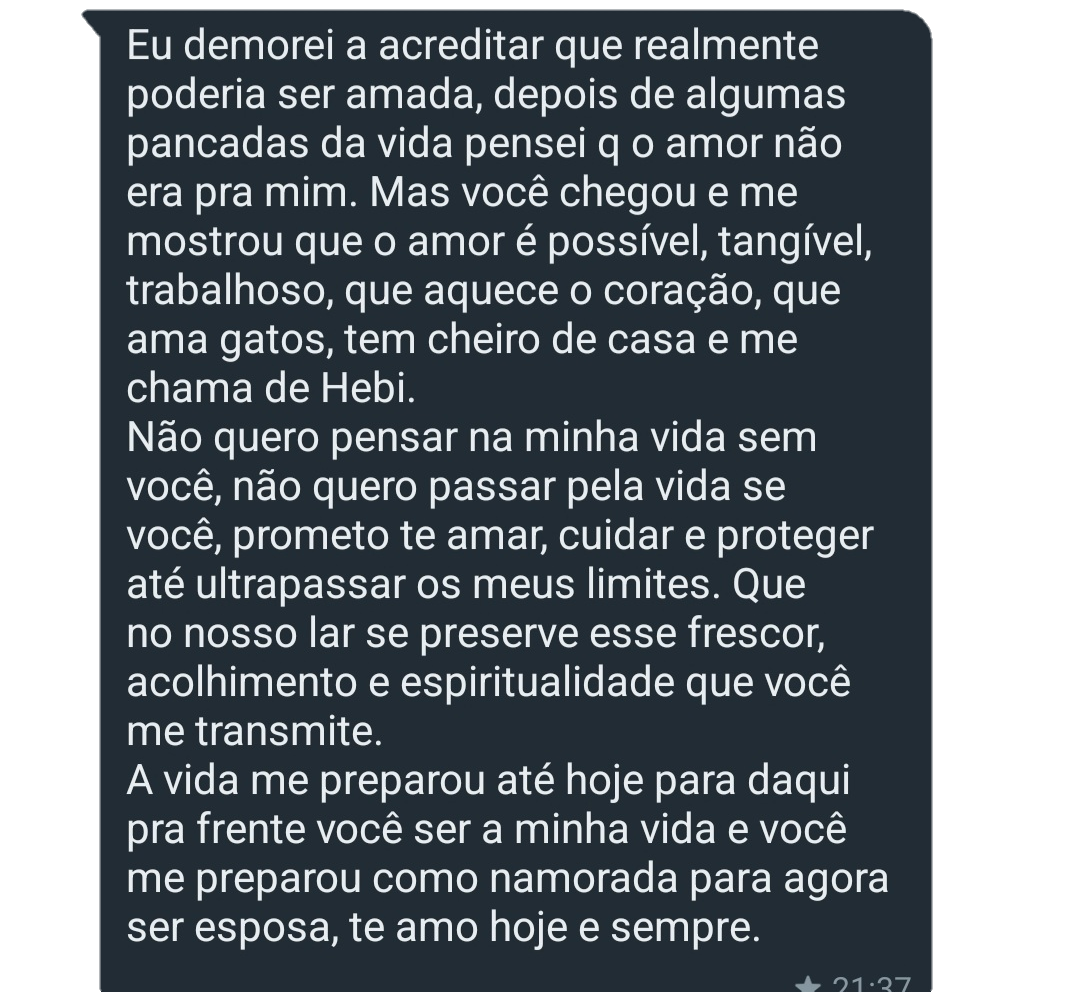 Eu demorei a acreditar que realmente
poderia ser amada, depois de algumas
pancadas da vida pensei q o amor não
era pra mim. Mas você chegou e me
mostrou que o amor é possível, tangível,
trabalhoso, que aquece o coração, que
ama gatos, tem cheiro de casa e me
chama de Hebi.
Não quero pensar na minha vida sem
você, não quero passar pela vida se
você, prometo te amar, cuidar e proteger
até ultrapassar os meus limites. Que
no nosso lar se preserve esse frescor,
acolhimento e espiritualidade que você
me transmite.
A vida me preparou até hoje para daqui
pra frente você ser a minha vida e você
me preparou como namorada para agora
ser esposa, te amo hoje e sempre.
★ 21:37